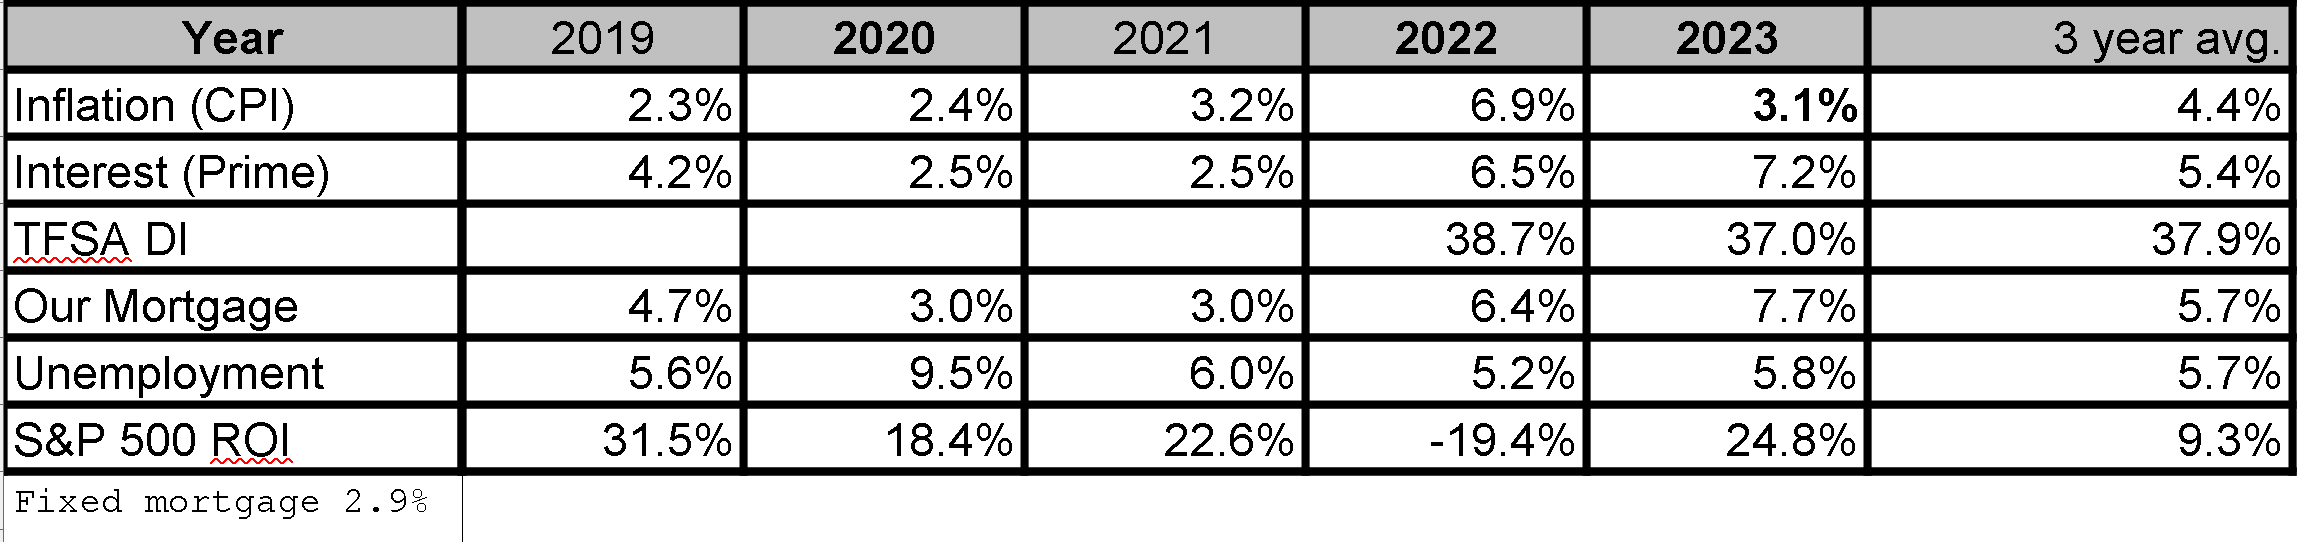 Year 2019 2020 2021 2022 2023 3 year avg.
Inflation (CPI) 2.3% 2.4% 3.2% 6.9% 3.1% 4.4%
Interest (Prime) 4.2% 2.5% 2.5% 6.5% 7.2% 5.4%
TFSA DI 38.7% 37.0% 37.9%
Our Mortgage 4.7% 3.0% 3.0% 6.4% 7.7% 5.7%
Unemployment 5.6% 9.5% 6.0% 5.2% 5.8% 5.7%
S&P 500 ROI 31.5% 18.4% 22.6% -19.4% 24.8% 9.3%
Fixed mortgage 2.9%